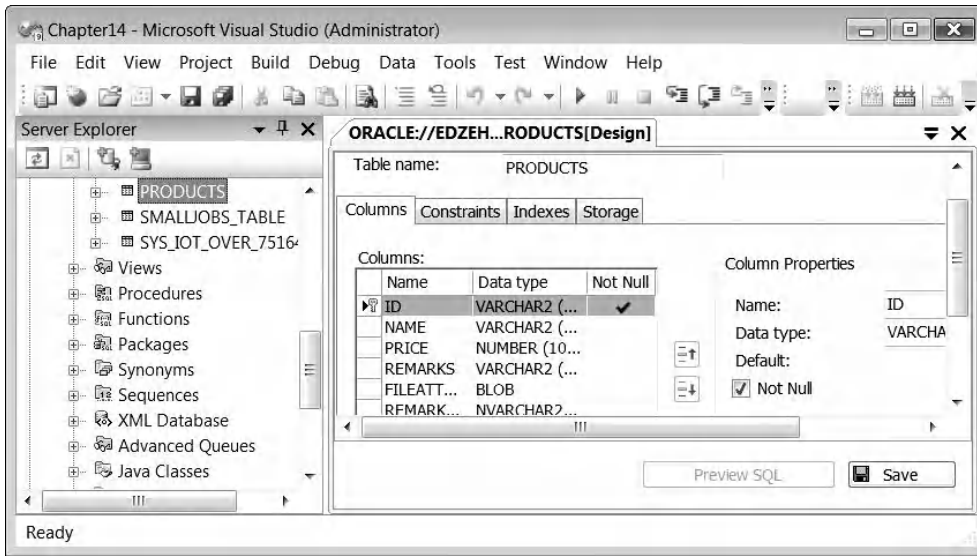 Chapter14 - Microsoft Visual Studio (Administrator)
File Edit View Project Build Debug Data Tools Test Window Help
Server Explorer
PRODUCTS
SMALLJOBS_TABLE
SYS_IOT_OVER_75164
Views
Procedures
Functions
Packages
Synonyms
Sequences
XML Database
Advanced Queues
Java Classes
ORACLE://EDZEH...RODUCTS[Design]
Table name: PRODUCTS
Columns Constraints Indexes Storage
Columns:
Name Data type Not Null
ID VARCHAR2 (...
NAME VARCHAR2 (...
PRICE NUMBER (10...
REMARKS VARCHAR2 (...
FILEATT... BLOB
REMARK... NVARCHAR2...
Column Properties
Name: ID
Data type: VARCHA
Default:
Not Null
Preview SQL Save
Ready